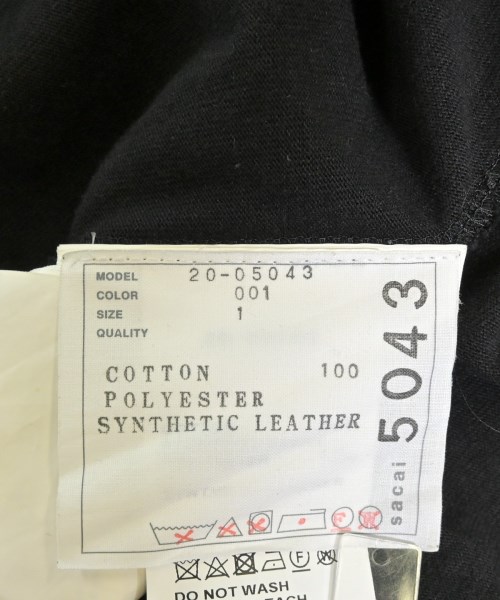 MODEL 20-05043
COLOR 001
SIZE 1
QUALITY
COTTON 100
POLYESTER
SYNTHETIC LEATHER
sacai 5043
F
DO NOT WASH